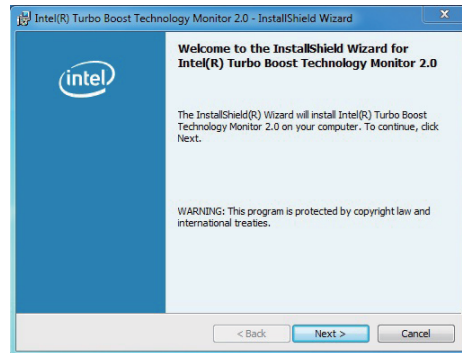 Intel(R) Turbo Boost Technology Monitor 2.0 - InstallShield Wizard
X
Welcome to the InstallShield Wizard for
Intel(R) Turbo Boost Technology Monitor 2.0
intel
The InstallShield(R) Wizard will install Intel(R) Turbo Boost
Technology Monitor 2.0 on your computer. To continue, click
Next.
WARNING: This program is protected by copyright law and
international treaties.
< Back
Next >
Cancel